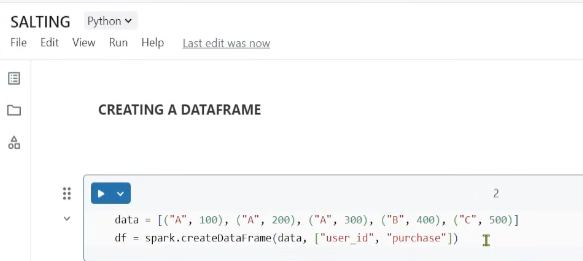 SALTING Python
File Edit View Run Help Last edit was now
CREATING A DATAFRAME
2
data = [("A", 100), ("A", 200), ("A", 300), ("B", 400), ("C", 500)]
df = spark.createDataFrame(data, ["user_id", "purchase"])